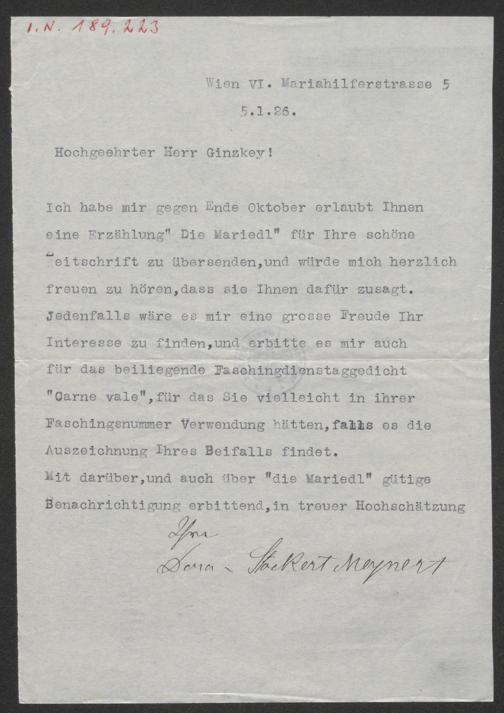 I.N. 189.223
Wien VI. Mariahilferstrasse 5
5.1.26.
Hochgeehrter Herr Ginzkey!
Ich habe mir gegen Ende Oktober erlaubt Ihnen
eine Erzählung" Die Mariedl" für Ihre schöne
Zeitschrift zu übersenden,und würde mich herzlich
freuen zu hören,dass sie Ihnen dafür zusagt.
Jedenfalls wäre es mir eine grosse Freude Ihr
Interesse zu finden,und erbitte es mir auch
für das beiliegende Faschingdienstaggedicht
"Carne vale",für das Sie vielleicht in ihrer
Faschingsnummer Verwendung hätten,falls es die
Auszeichnung Ihres Beifalls findet.
Mit darüber,und auch über "die Mariedl" gütige
Benachrichtigung erbittend,in treuer Hochschätzung
Ihre
Dora - Stockert Meynert